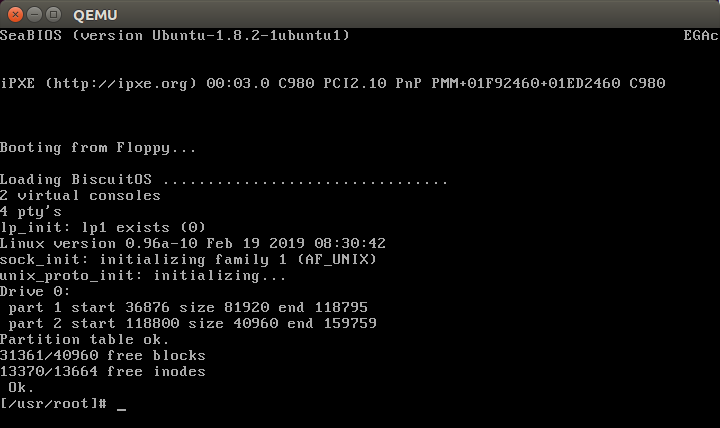 QEMU
SeaBIOS (version Ubuntu-1.8.2-1ubuntu1) EGAc
iPXE (http://ipxe.org) 00:03.0 C980 PCI2.10 PnP PMM+01F92460+01ED2460 C980
Booting from Floppy...
Loading BiscuitOS ................................
2 virtual consoles
4 pty's
lp_init: lp1 exists (0)
Linux version 0.96a-10 Feb 19 2019 08:30:42
sock_init: initializing family 1 (AF_UNIX)
unix_proto_init: initializing...
Drive 0:
 part 1 start 36876 size 81920 end 118795
 part 2 start 118800 size 40960 end 159759
Partition table ok.
31361/40960 free blocks
13370/13664 free inodes
 Ok.
[/usr/root]# _